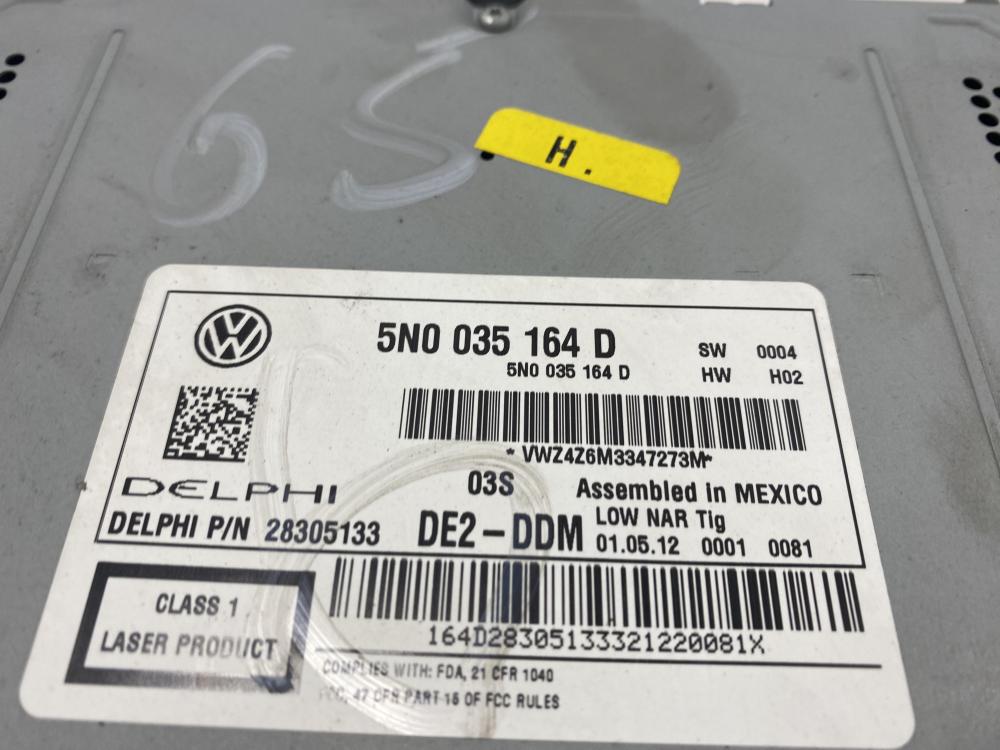 65
H.
5N0 035 164 D
5N0 035 164 D
SW 0004
HW H02
* VWZ4Z6M3347273M*
DELPHI
03S
Assembled in MEXICO
DELPHI P/N 28305133
DE2-DDM
LOW NAR Tig
01.05.12 0001 0081
CLASS 1
LASER PRODUCT
164D28305133321220081X
COMPLIES WITH: FDA, 21 CFR 1040
FCC, 47 CFR PART 15 OF FCC RULES